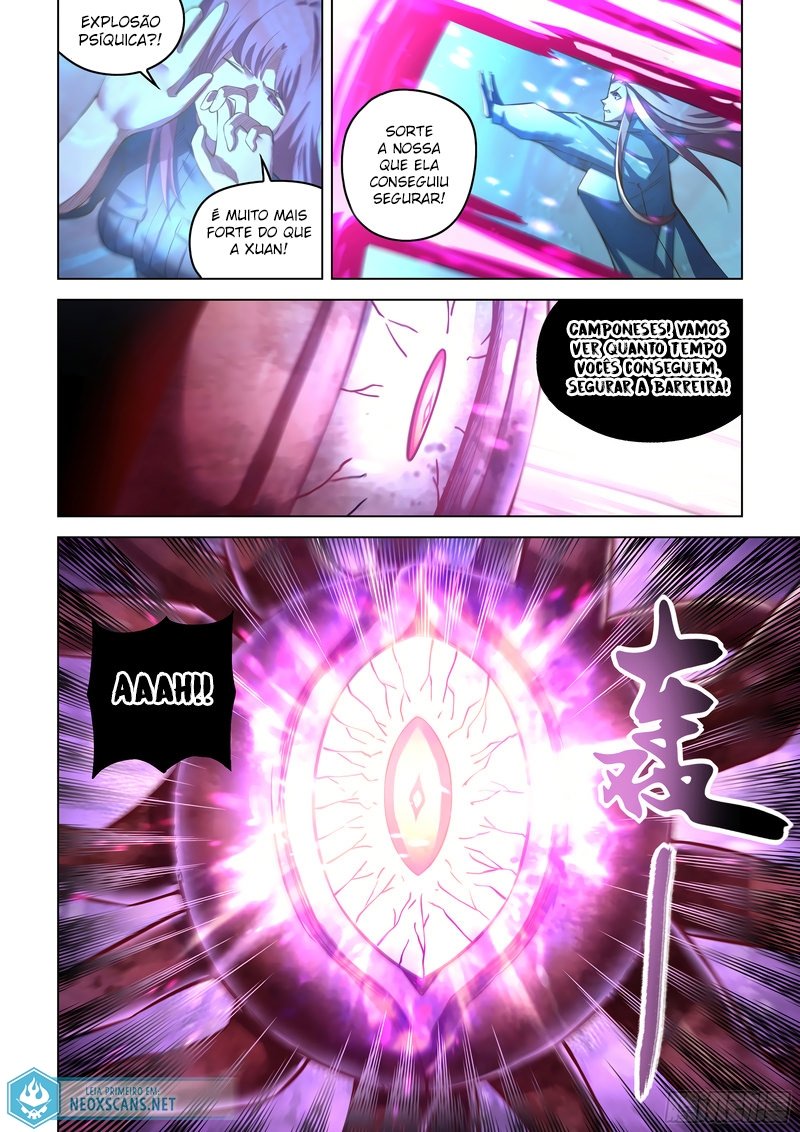 EXPLOSÃO
PSÍQUICA?!
É MUITO MAIS
FORTE DO QUE
A XUAN!
SORTE
A NOSSA
QUE ELA
CONSEGUIU
SEGURAR!
CAMPONESES! VAMOS
VER QUANTO TEMPO
VOCÊS CONSEGUEM,
SEGURAR A BARREIRA!
AAAH!!
轰
LEIA PRIMEIRO EM:
NEOXSCANS.NET